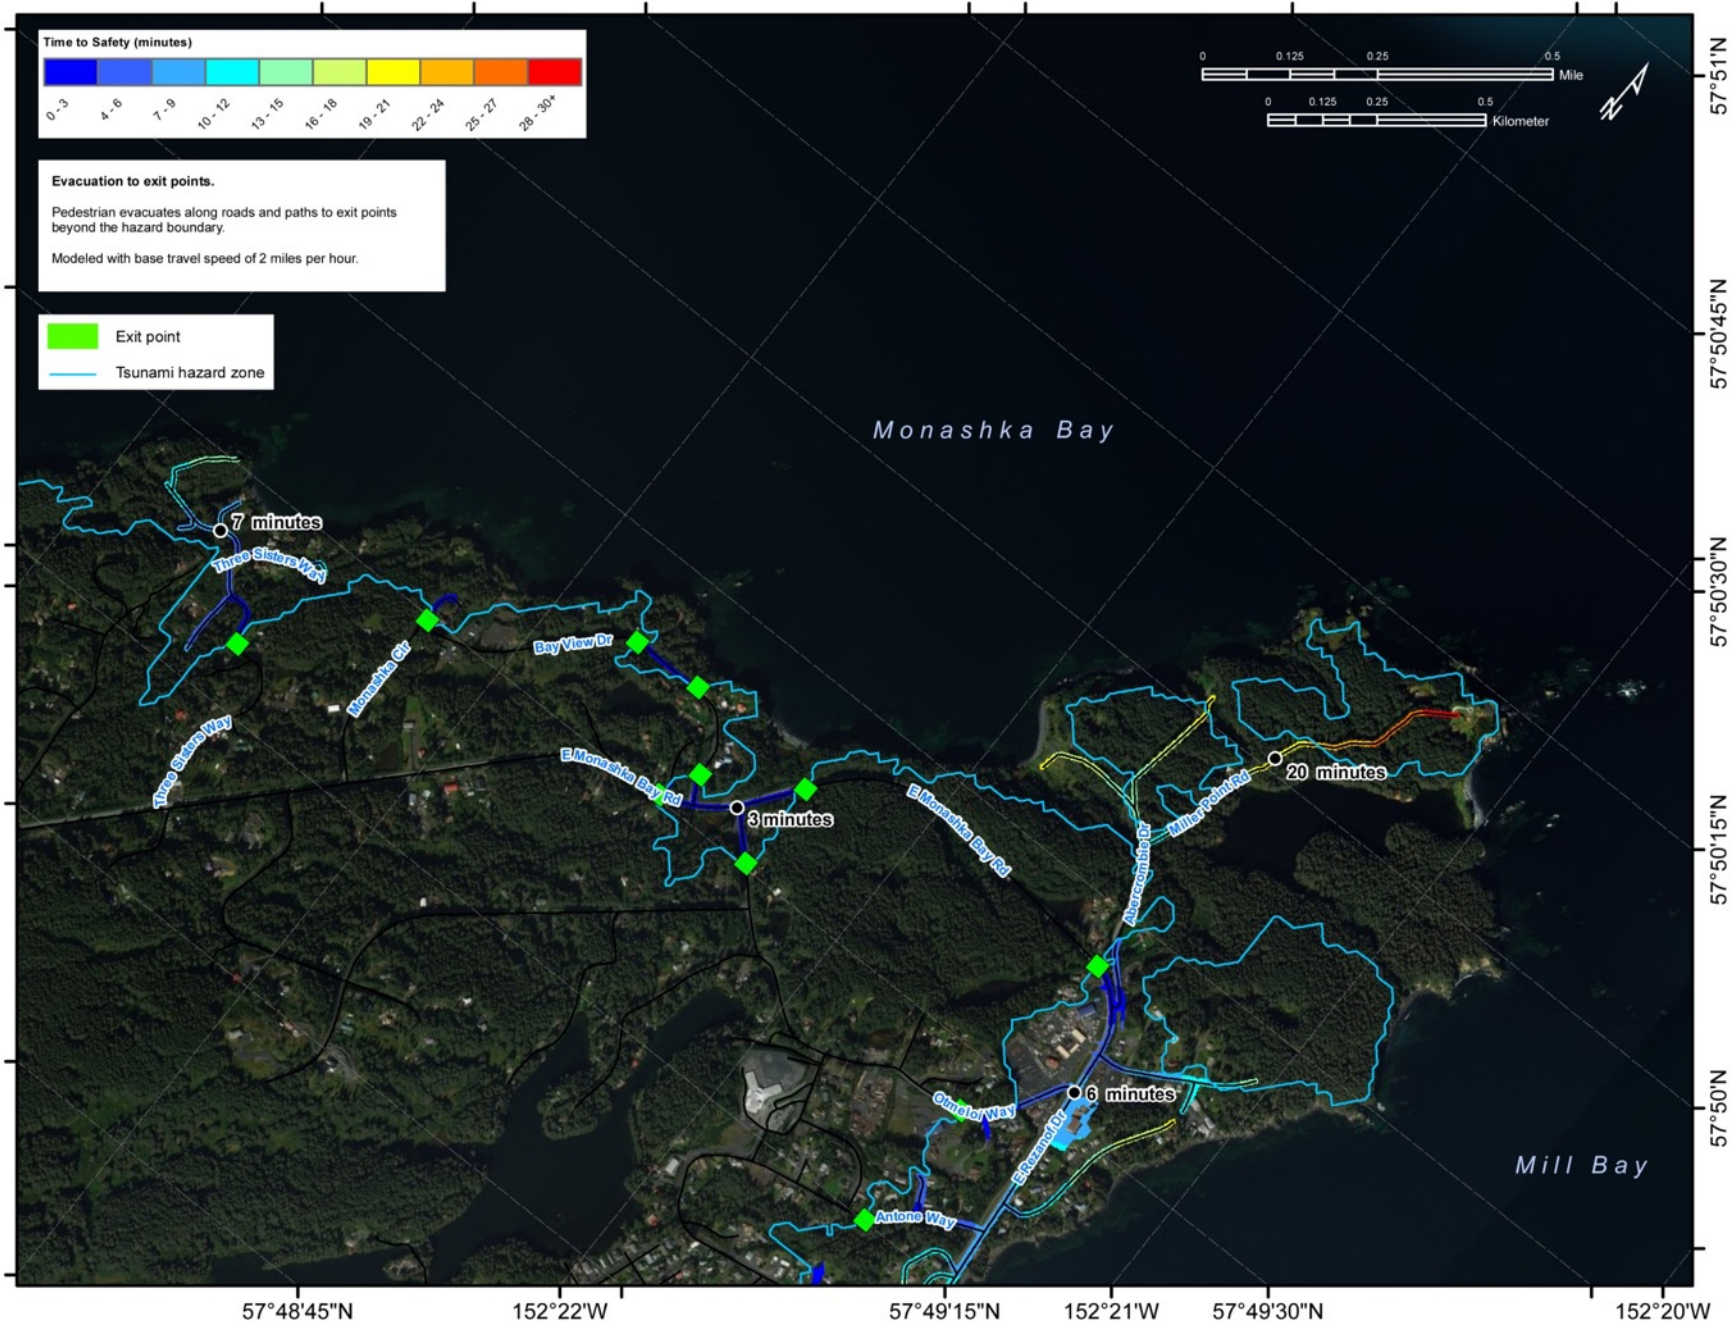 Time to Safety (minutes)
0 - 3
4 - 6
7 - 9
10 - 12
13 - 15
16 - 18
19 - 21
22 - 24
25 - 27
28 - 30+
0 0.125 0.25 0.5
Mile
0 0.125 0.25 0.5
Kilometer
N
Evacuation to exit points.
Pedestrian evacuates along roads and paths to exit points
beyond the hazard boundary.
Modeled with base travel speed of 2 miles per hour.
Exit point
Tsunami hazard zone
Monashka Bay
7 minutes
Three Sisters Way
Monashka Cir
Bay View Dr
Three Sisters Way
E Monashka Bay Rd
3 minutes
E Monashka Bay Rd
20 minutes
Miller Point Rd
Abercrombie Dr
6 minutes
Otmeloi Way
E Rezanof Dr
Antone Way
Mill Bay
57°51'N
57°50'45"N
57°50'30"N
57°50'15"N
57°50'N
57°48'45"N
152°22'W
57°49'15"N
152°21'W
57°49'30"N
152°20'W